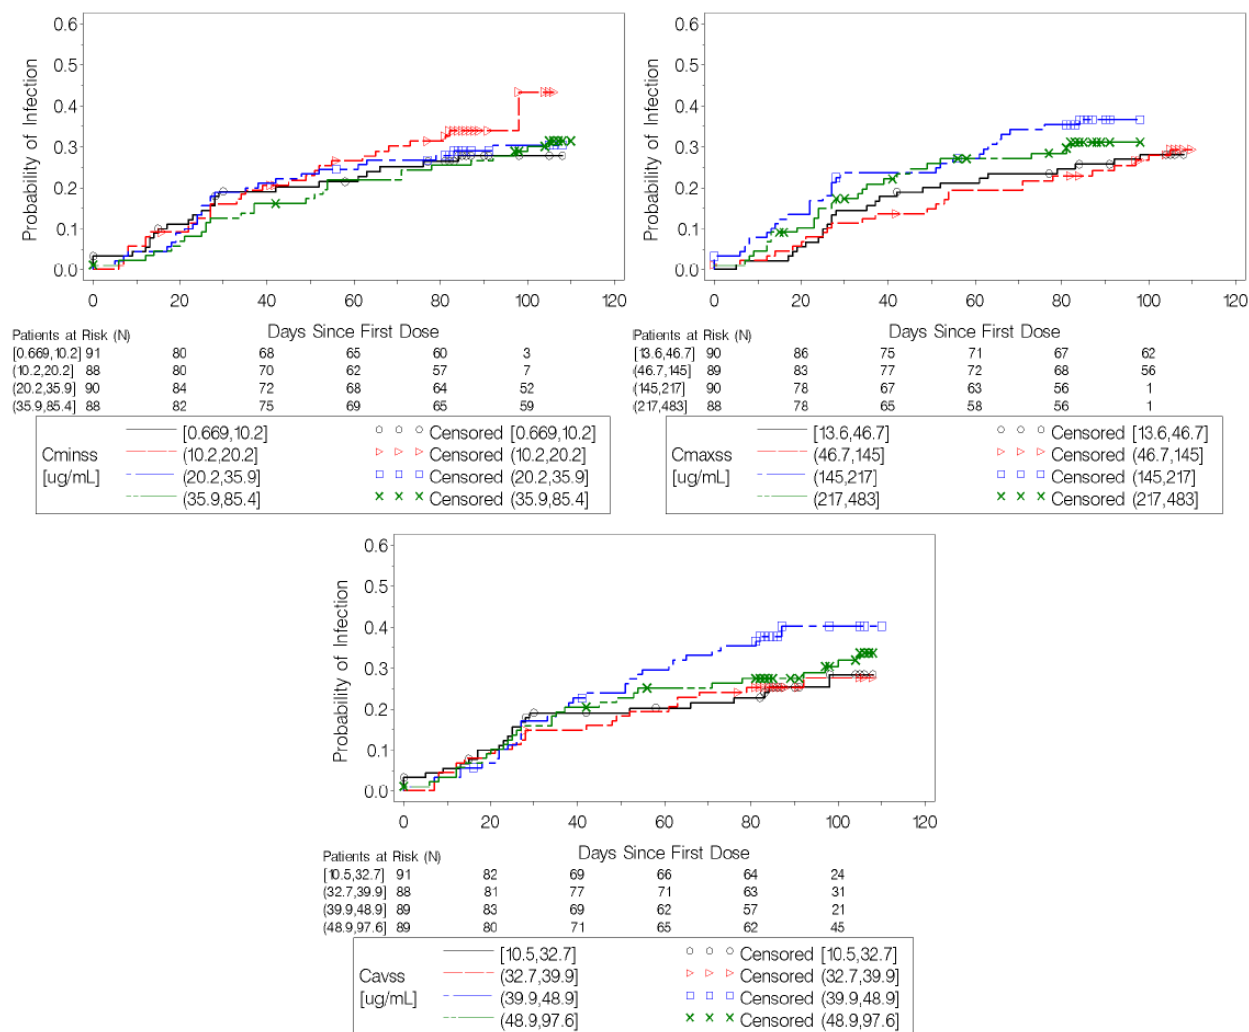 0.6
0.5
0.4
0.3
0.2
0.1
0.0
Probability of Infection
0 20 40 60 80 100 120
Days Since First Dose
Patients at Risk (N)
[0.669,10.2] 91 80 68 65 60 3
(10.2,20.2] 88 80 70 62 57 7
(20.2,35.9] 90 84 72 68 64 52
(35.9,85.4] 88 82 75 69 65 59
Cminss
[ug/mL]
[0.669,10.2] Censored [0.669,10.2]
(10.2,20.2] Censored (10.2,20.2]
(20.2,35.9] Censored (20.2,35.9]
(35.9,85.4] Censored (35.9,85.4]
0.6
0.5
0.4
0.3
0.2
0.1
0.0
Probability of Infection
0 20 40 60 80 100 120
Days Since First Dose
Patients at Risk (N)
[13.6,46.7] 90 86 75 71 67 62
(46.7,145] 89 83 77 72 68 56
(145,217] 90 78 67 63 56 1
(217,483] 88 78 65 58 56 1
Cmaxss
[ug/mL]
[13.6,46.7] Censored [13.6,46.7]
(46.7,145] Censored (46.7,145]
(145,217] Censored (145,217]
(217,483] Censored (217,483]
0.6
0.5
0.4
0.3
0.2
0.1
0.0
Probability of Infection
0 20 40 60 80 100 120
Days Since First Dose
Patients at Risk (N)
[10.5,32.7] 91 82 69 66 64 24
(32.7,39.9] 88 81 77 71 63 31
(39.9,48.9] 89 83 69 62 57 21
(48.9,97.6] 89 80 71 65 62 45
Cavss
[ug/mL]
[10.5,32.7] Censored [10.5,32.7]
(32.7,39.9] Censored (32.7,39.9]
(39.9,48.9] Censored (39.9,48.9]
(48.9,97.6] Censored (48.9,97.6]